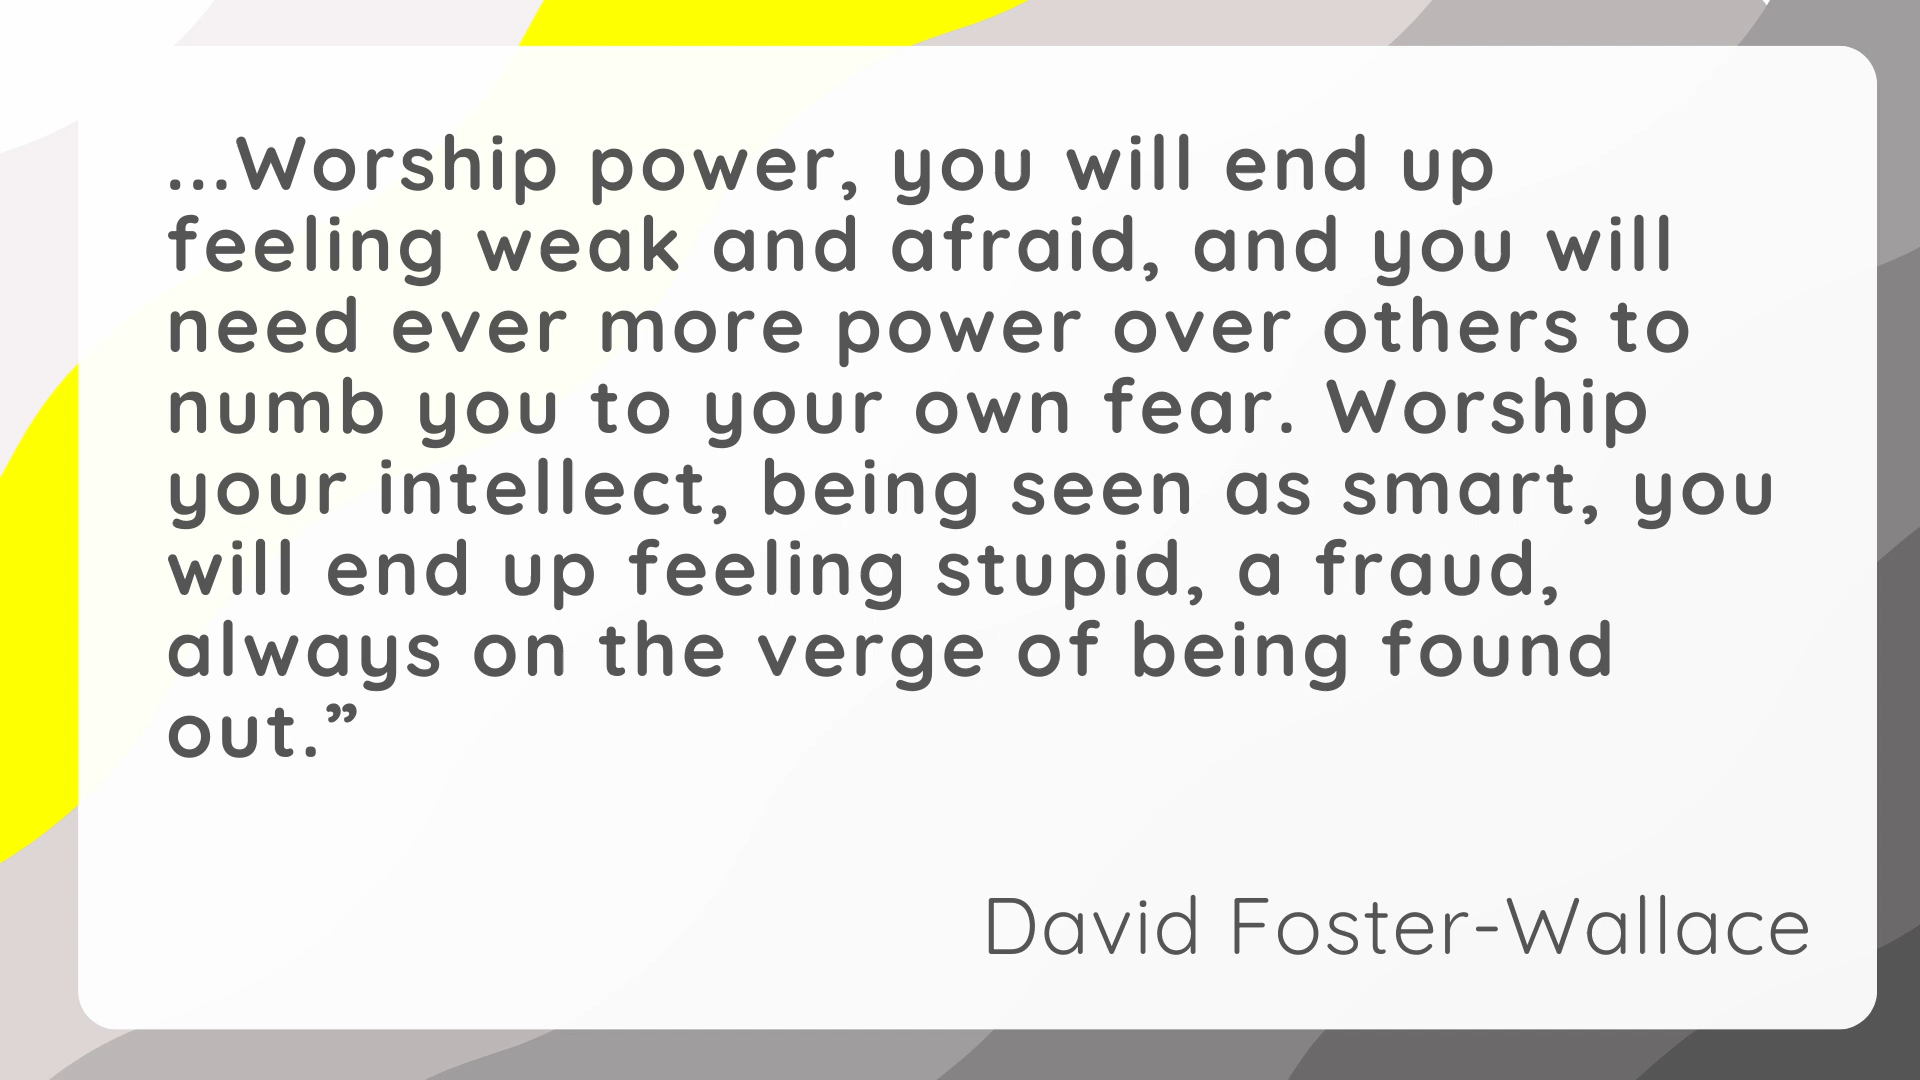 ...Worship power, you will end up
feeling weak and afraid, and you will
need ever more power over others to
numb you to your own fear. Worship
your intellect, being seen as smart, you
will end up feeling stupid, a fraud,
always on the verge of being found
out.”
David Foster-Wallace